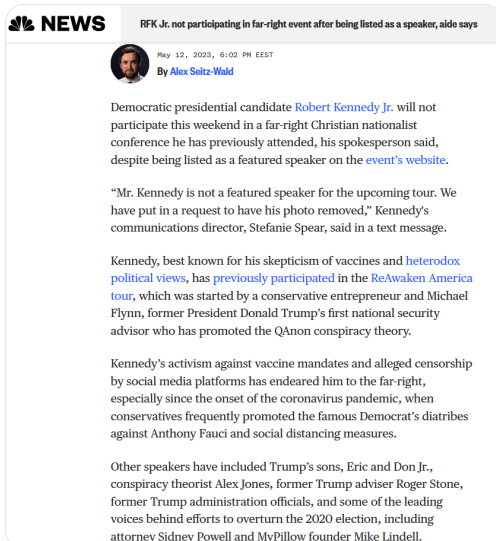 NEWS
RFK Jr. not participating in far-right event after being listed as a speaker, aide says
May 12, 2023, 6:02 PM EEST
By Alex Seitz-Wald
Democratic presidential candidate Robert Kennedy Jr. will not
participate this weekend in a far-right Christian nationalist
conference he has previously attended, his spokesperson said,
despite being listed as a featured speaker on the event’s website.
“Mr. Kennedy is not a featured speaker for the upcoming tour. We
have put in a request to have his photo removed,” Kennedy's
communications director, Stefanie Spear, said in a text message.
Kennedy, best known for his skepticism of vaccines and heterodox
political views, has previously participated in the ReAwaken America
tour, which was started by a conservative entrepreneur and Michael
Flynn, former President Donald Trump’s first national security
advisor who has promoted the QAnon conspiracy theory.
Kennedy’s activism against vaccine mandates and alleged censorship
by social media platforms has endeared him to the far-right,
especially since the onset of the coronavirus pandemic, when
conservatives frequently promoted the famous Democrat’s diatribes
against Anthony Fauci and social distancing measures.
Other speakers have included Trump’s sons, Eric and Don Jr.,
conspiracy theorist Alex Jones, former Trump adviser Roger Stone,
former Trump administration officials, and some of the leading
voices behind efforts to overturn the 2020 election, including
attorney Sidney Powell and MyPillow founder Mike Lindell.